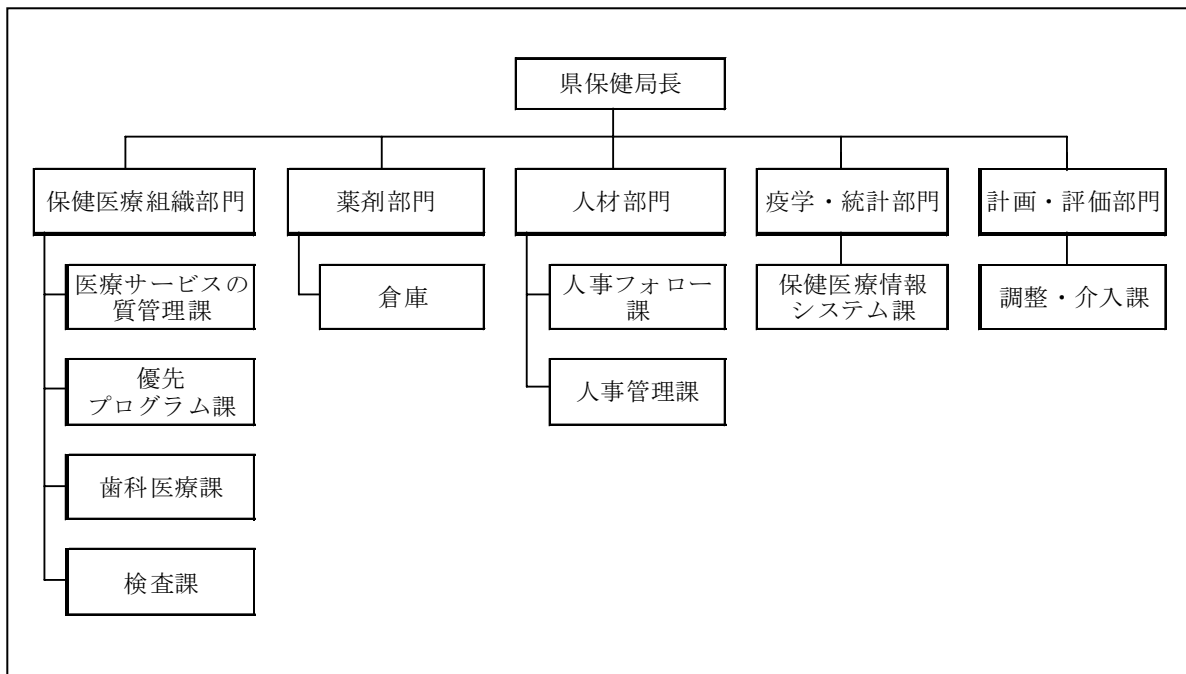 県保健局長
保健医療組織部門
薬剤部門
人材部門
疫学・統計部門
計画・評価部門
医療サービスの
質管理課
倉庫
人事フォロー
課
保健医療情報
システム課
調整・介入課
優先
プログラム課
人事管理課
歯科医療課
検査課